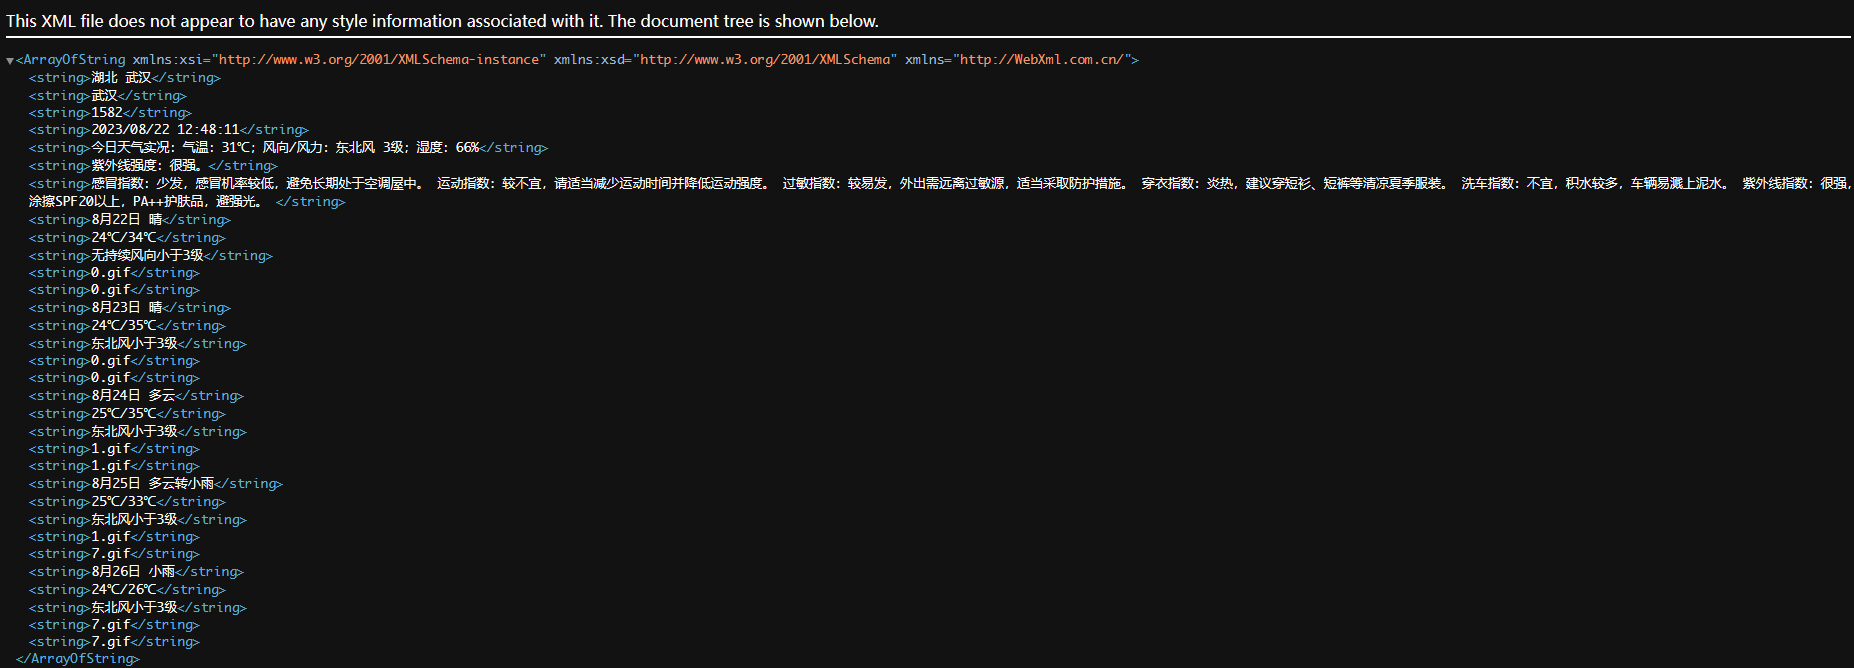 This XML file does not appear to have any style information associated with it. The document tree is shown below.
▼<ArrayOfString xmlns:xsi="http://www.w3.org/2001/XMLSchema-instance" xmlns:xsd="http://www.w3.org/2001/XMLSchema" xmlns="http://WebXml.com.cn/">
<string>湖北 武汉</string>
<string>武汉</string>
<string>1582</string>
<string>2023/08/22 12:48:11</string>
<string>今日天气实况：气温：31℃；风向/风力：东北风 3级；湿度：66%</string>
<string>紫外线强度：很强。</string>
<string>感冒指数：少发，感冒机率较低，避免长期处于空调屋中。 运动指数：较不宜，请适当减少运动时间并降低运动强度。 过敏指数：较易发，外出需远离过敏源，适当采取防护措施。 穿衣指数：炎热，建议穿短衫、短裤等清凉夏季服装。 洗车指数：不宜，积水较多，车辆易溅上泥水。 紫外线指数：很强，
涂擦SPF20以上，PA++护肤品，避强光。 </string>
<string>8月22日 晴</string>
<string>24℃/34℃</string>
<string>无持续风向小于3级</string>
<string>0.gif</string>
<string>0.gif</string>
<string>8月23日 晴</string>
<string>24℃/35℃</string>
<string>东北风小于3级</string>
<string>0.gif</string>
<string>0.gif</string>
<string>8月24日 多云</string>
<string>25℃/35℃</string>
<string>东北风小于3级</string>
<string>1.gif</string>
<string>1.gif</string>
<string>8月25日 多云转小雨</string>
<string>25℃/33℃</string>
<string>东北风小于3级</string>
<string>1.gif</string>
<string>7.gif</string>
<string>8月26日 小雨</string>
<string>24℃/26℃</string>
<string>东北风小于3级</string>
<string>7.gif</string>
<string>7.gif</string>
</ArrayOfString>